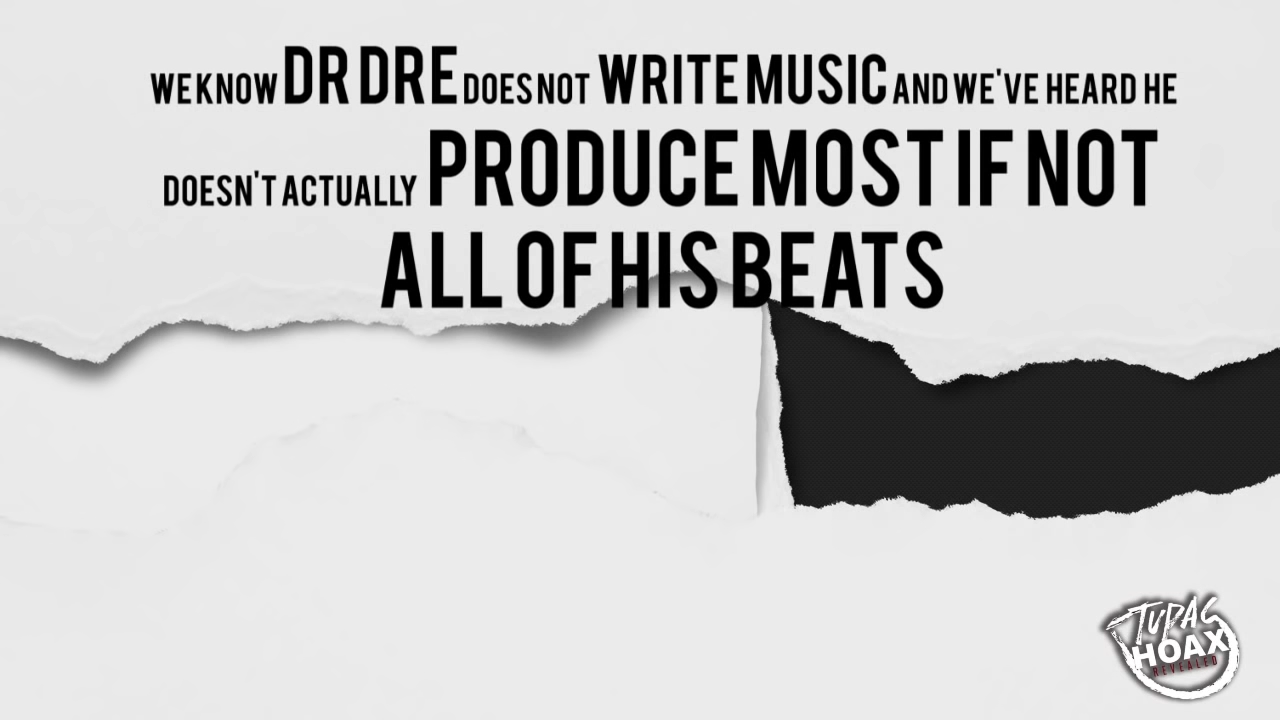 WE KNOW DR DRE DOES NOT WRITE MUSIC AND WE'VE HEARD HE
DOESN'T ACTUALLY PRODUCE MOST IF NOT
ALL OF HIS BEATS
TUPAC
HOAX
REVEALED